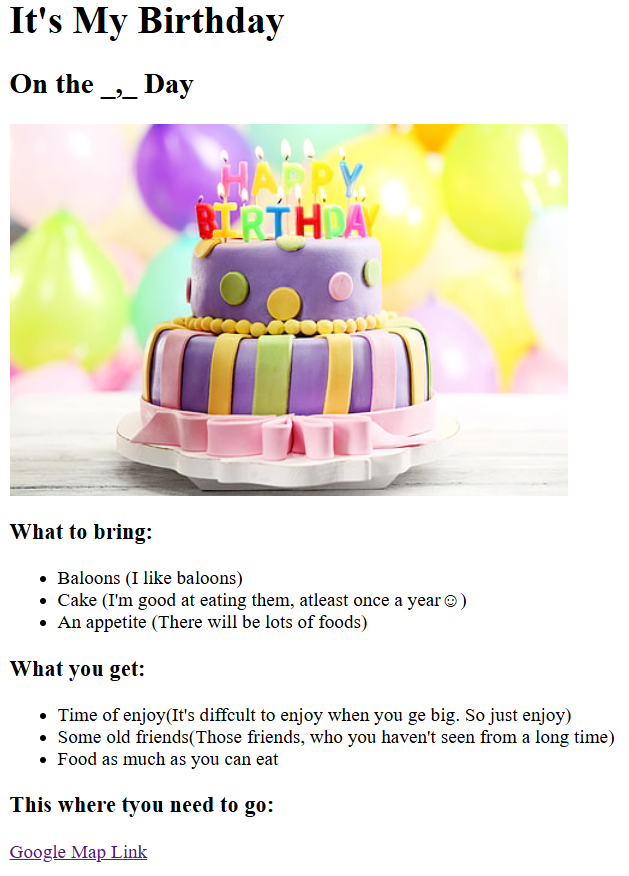 It's My Birthday
On the _,_ Day
HAPPY
BIRTHDAY
What to bring:
Baloons (I like baloons)
Cake (I'm good at eating them, atleast once a year☺)
An appetite (There will be lots of foods)
What you get:
Time of enjoy(It's diffcult to enjoy when you ge big. So just enjoy)
Some old friends(Those friends, who you haven't seen from a long time)
Food as much as you can eat
This where tyou need to go:
Google Map Link